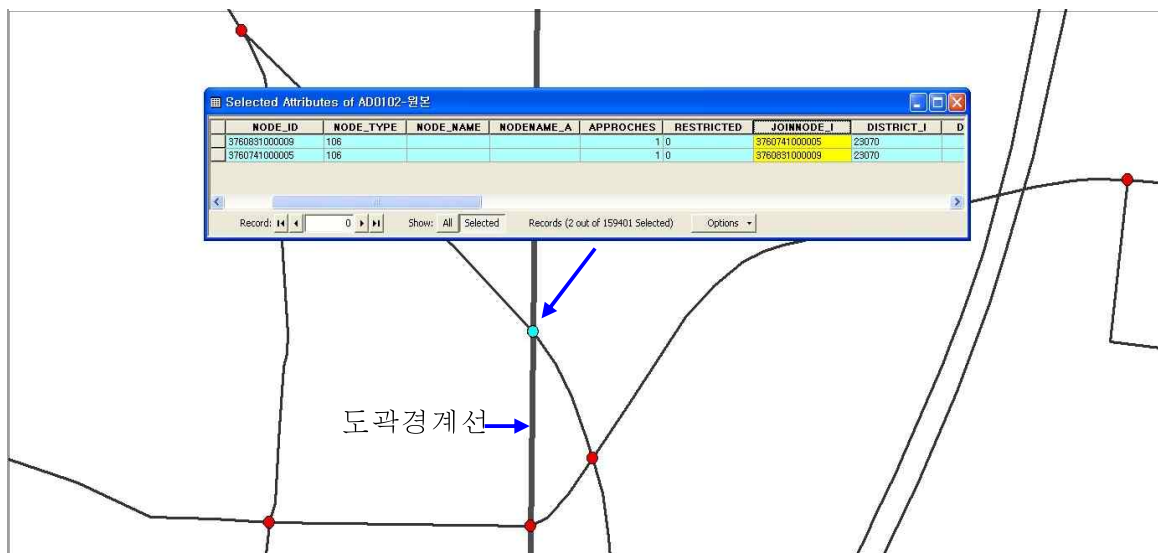 Selected Attributes of AD0102-원본
NODE_ID NODE_TYPE NODE_NAME NODENAME_A APPROCHES RESTRICTED JOINNODE_I DISTRICT_I D
3760831000009 106 1 0 3760741000005 23070
3760741000005 106 1 0 3760831000009 23070
Record: 0 Show: All Selected Records (2 out of 159401 Selected) Options
도곽경계선